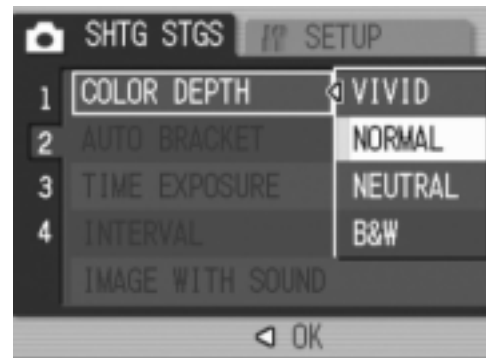 SHTG STGS SETUP
1 COLOR DEPTH VIVID
2 AUTO BRACKET NORMAL
3 TIME EXPOSURE NEUTRAL
4 INTERVAL B&W
IMAGE WITH SOUND
OK